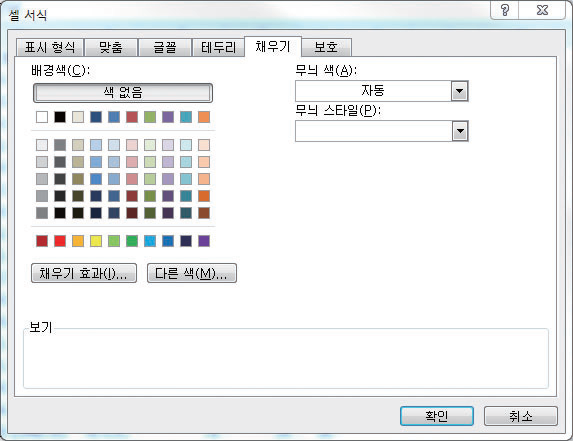 셀 서식
표시 형식 맞춤 글꼴 테두리 채우기 보호
배경색(C):
색 없음
무늬 색(A):
자동
무늬 스타일(P):
채우기 효과(I)... 다른 색(M)...
보기
확인 취소